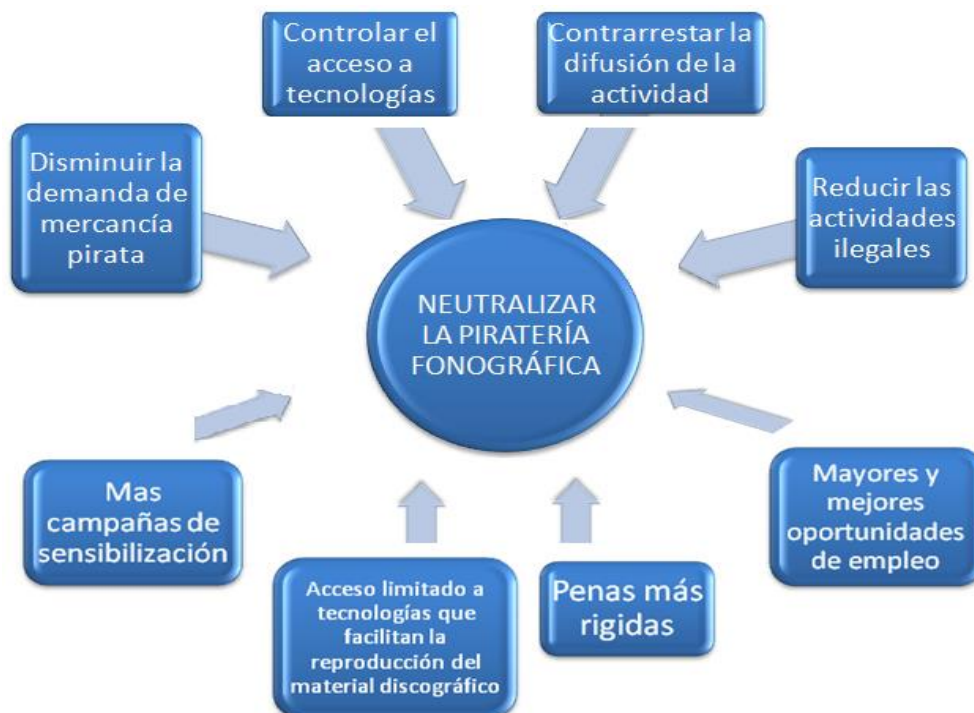 Controlar el
acceso a
tecnologías
Contrarrestar la
difusión de la
actividad
Disminuir la
demanda de
mercancía
pirata
Reducir las
actividades
ilegales
NEUTRALIZAR
LA PIRATERÍA
FONOGRÁFICA
Mas
campañas de
sensibilización
Acceso limitado a
tecnologías que
facilitan la
reproducción del
material discográfico
Penas más
rigidas
Mayores y
mejores
oportunidades
de empleo